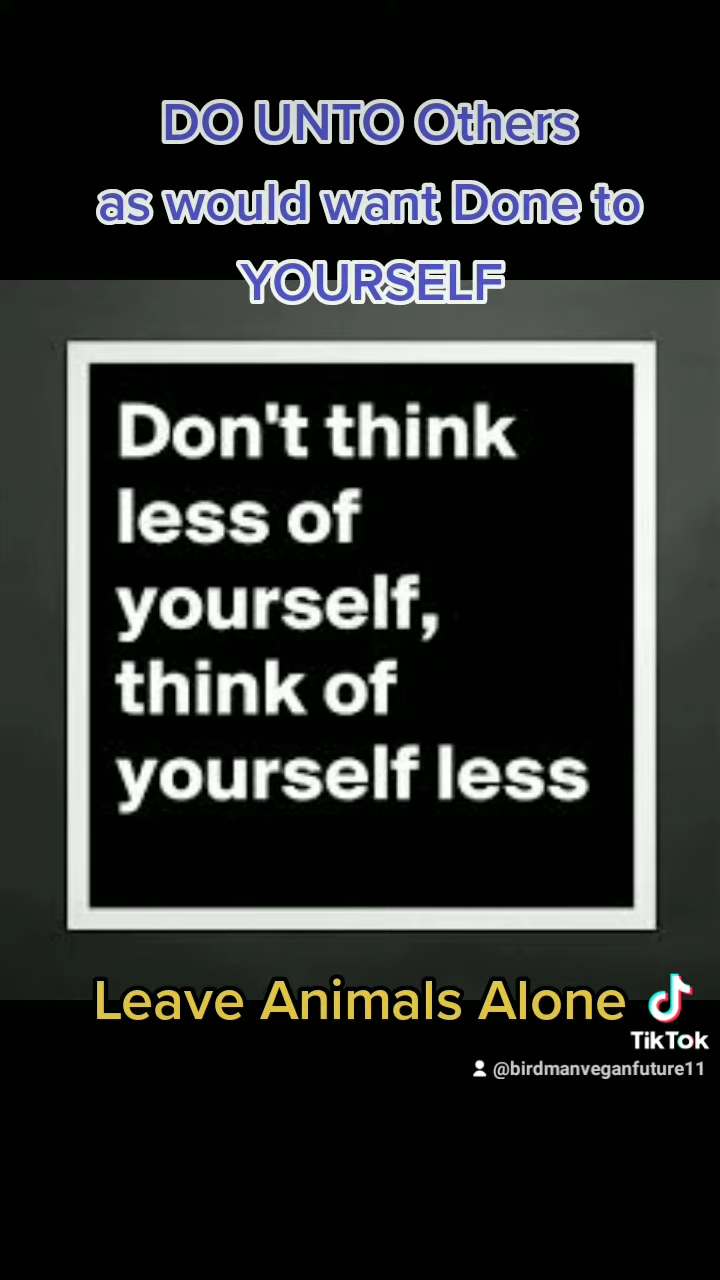 DO UNTO Others
as would want Done to
YOURSELF
Don't think
less of
yourself,
think of
yourself less
Leave Animals Alone
TikTok
@birdmanveganfuture11